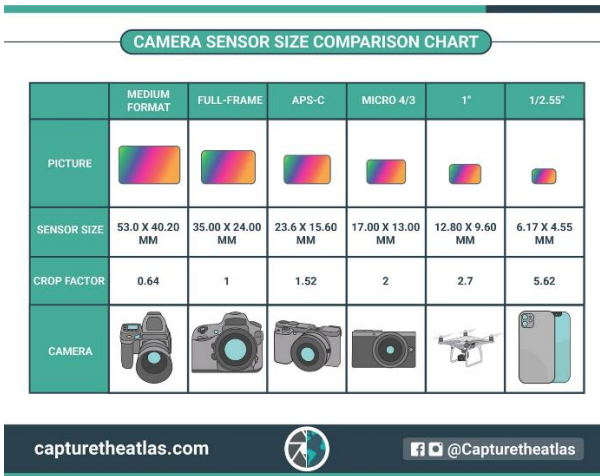 CAMERA SENSOR SIZE COMPARISON CHART
MEDIUM
FORMAT
FULL-FRAME
APS-C
MICRO 4/3
1"
1/2.55"
PICTURE
SENSOR SIZE
53.0 X 40.20
MM
35.00 X 24.00
MM
23.6 X 15.60
MM
17.00 X 13.00
MM
12.80 X 9.60
MM
6.17 X 4.55
MM
CROP FACTOR
0.64
1
1.52
2
2.7
5.62
CAMERA
capturetheatlas.com
@Capturetheatlas